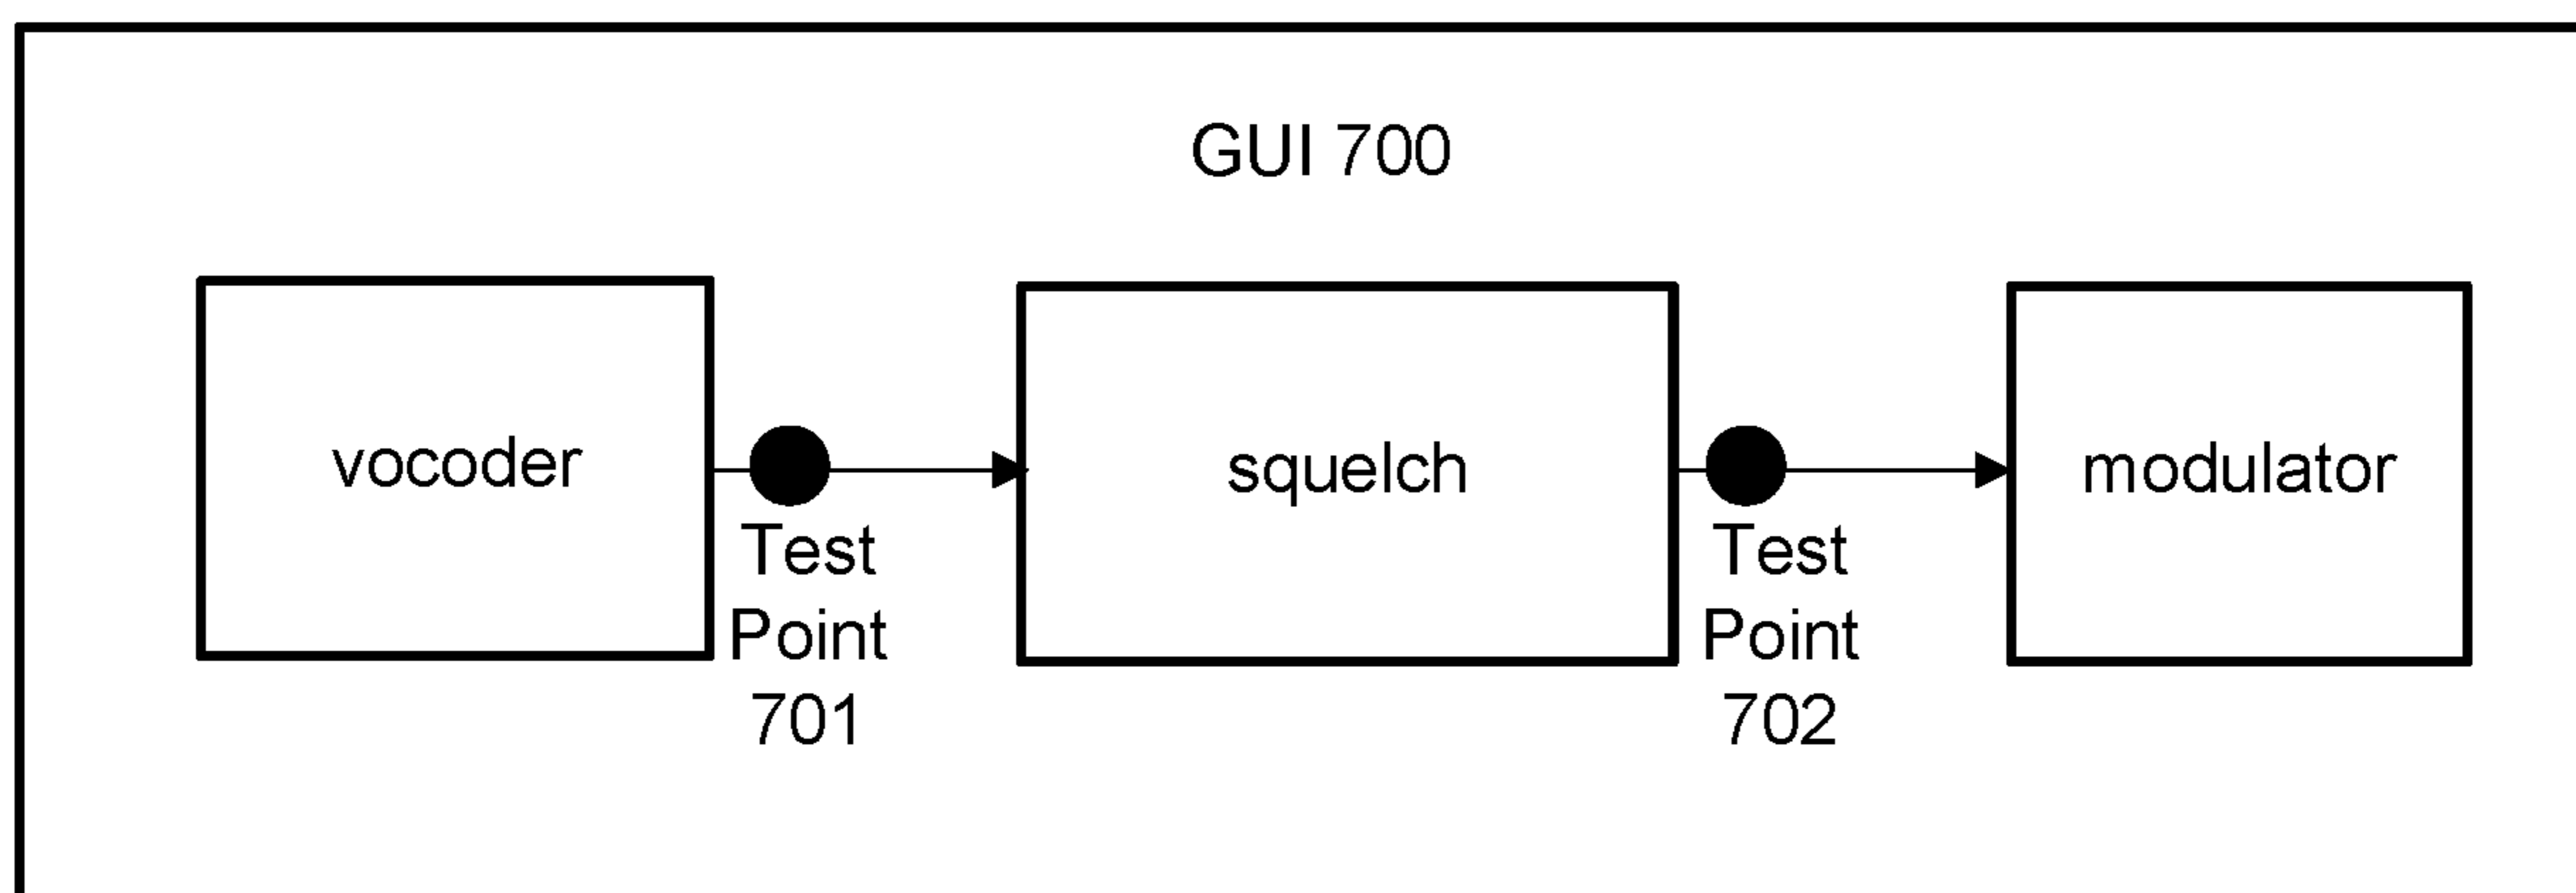 GUI 700
vocoder
squelch
modulator
Test
Point
701
Test
Point
702